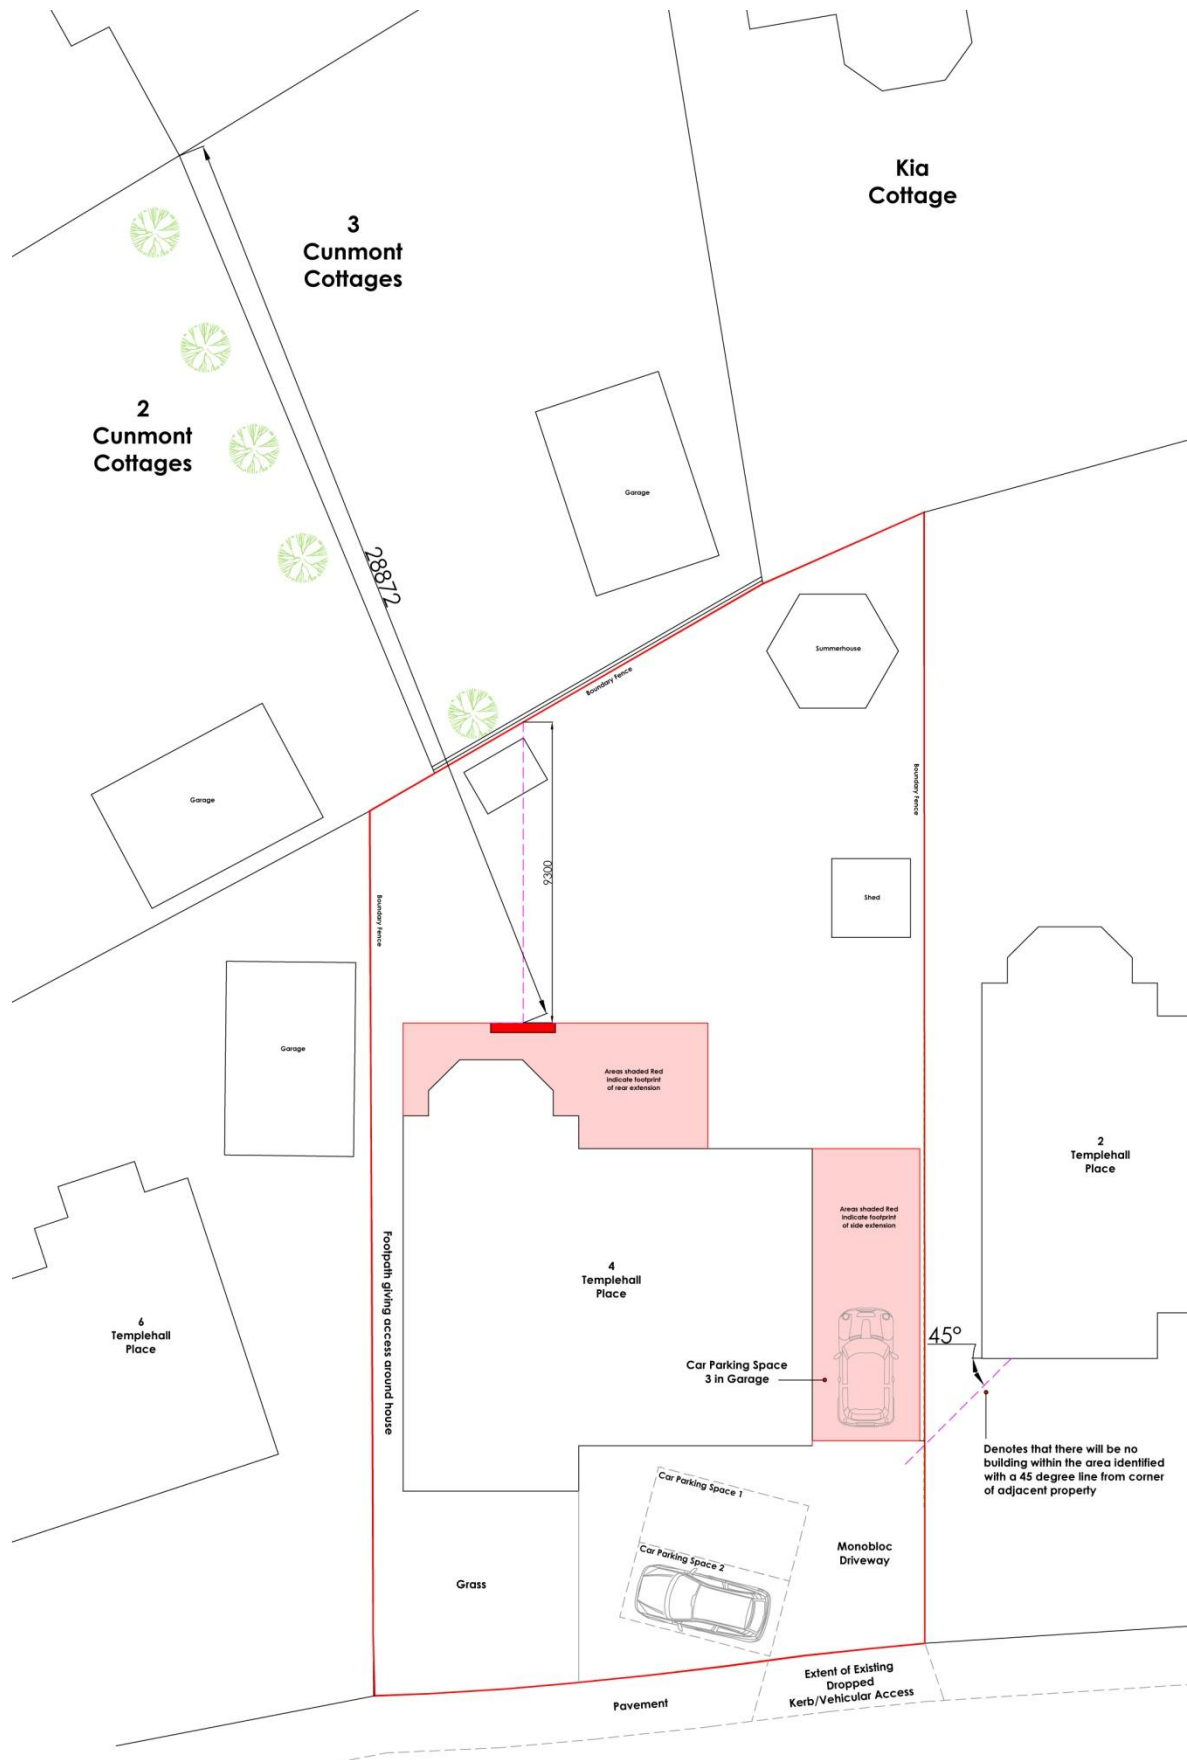 Kia
Cottage
3
Cunmont
Cottages
2
Cunmont
Cottages
Garage
28872
Summerhouse
Boundary Fence
Garage
Boundary Fence
9300
Shed
Boundary Fence
Garage
Areas shaded Red
indicate footprint
of rear extension
2
Templehall
Place
Areas shaded Red
indicate footprint
of side extension
Footpath giving access around house
4
Templehall
Place
6
Templehall
Place
45°
Car Parking Space
3 in Garage
Denotes that there will be no
building within the area identified
with a 45 degree line from corner
of adjacent property
Car Parking Space 1
Car Parking Space 2
Monobloc
Driveway
Grass
Extent of Existing
Dropped
Kerb/Vehicular Access
Pavement